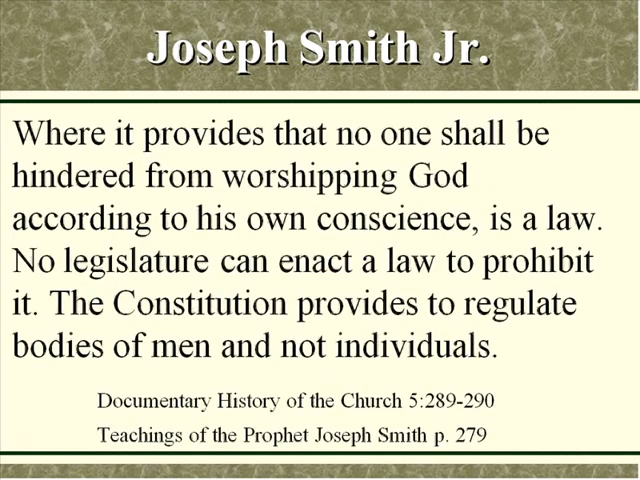 Joseph Smith Jr.
Where it provides that no one shall be
hindered from worshipping God
according to his own conscience, is a law.
No legislature can enact a law to prohibit
it. The Constitution provides to regulate
bodies of men and not individuals.
Documentary History of the Church 5:289-290
Teachings of the Prophet Joseph Smith p. 279